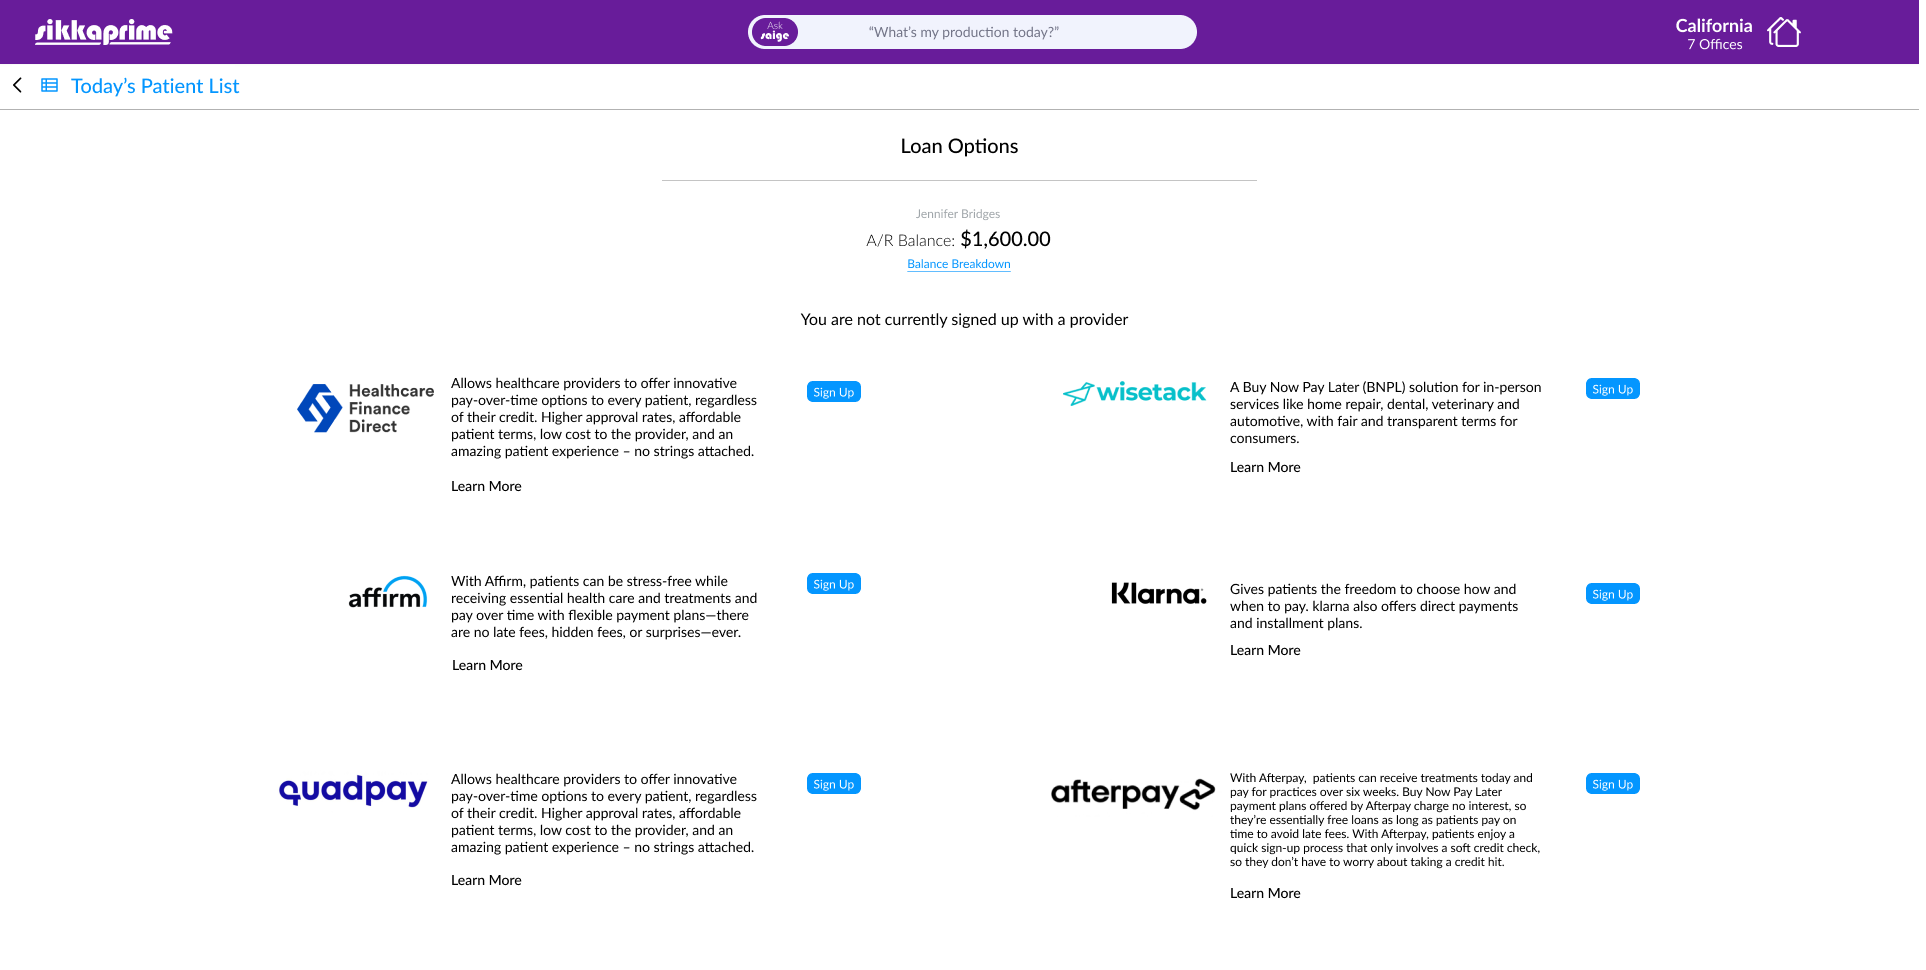 sikkaprime
Ask
saige
“What’s my production today?”
California
7 Offices
Today’s Patient List
Loan Options
Jennifer Bridges
A/R Balance: $1,600.00
Balance Breakdown
You are not currently signed up with a provider
Healthcare
Finance
Direct
Allows healthcare providers to offer innovative
pay-over-time options to every patient, regardless
of their credit. Higher approval rates, affordable
patient terms, low cost to the provider, and an
amazing patient experience – no strings attached.
Learn More
Sign Up
wisetack
A Buy Now Pay Later (BNPL) solution for in-person
services like home repair, dental, veterinary and
automotive, with fair and transparent terms for
consumers.
Learn More
Sign Up
affirm
With Affirm, patients can be stress-free while
receiving essential health care and treatments and
pay over time with flexible payment plans—there
are no late fees, hidden fees, or surprises—ever.
Learn More
Sign Up
Klarna.
Gives patients the freedom to choose how and
when to pay. klarna also offers direct payments
and installment plans.
Learn More
Sign Up
quadpay
Allows healthcare providers to offer innovative
pay-over-time options to every patient, regardless
of their credit. Higher approval rates, affordable
patient terms, low cost to the provider, and an
amazing patient experience – no strings attached.
Learn More
Sign Up
afterpay
With Afterpay,  patients can receive treatments today and
pay for practices over six weeks. Buy Now Pay Later
payment plans offered by Afterpay charge no interest, so
they’re essentially free loans as long as patients pay on
time to avoid late fees. With Afterpay, patients enjoy a
quick sign-up process that only involves a soft credit check,
so they don’t have to worry about taking a credit hit.
Learn More
Sign Up